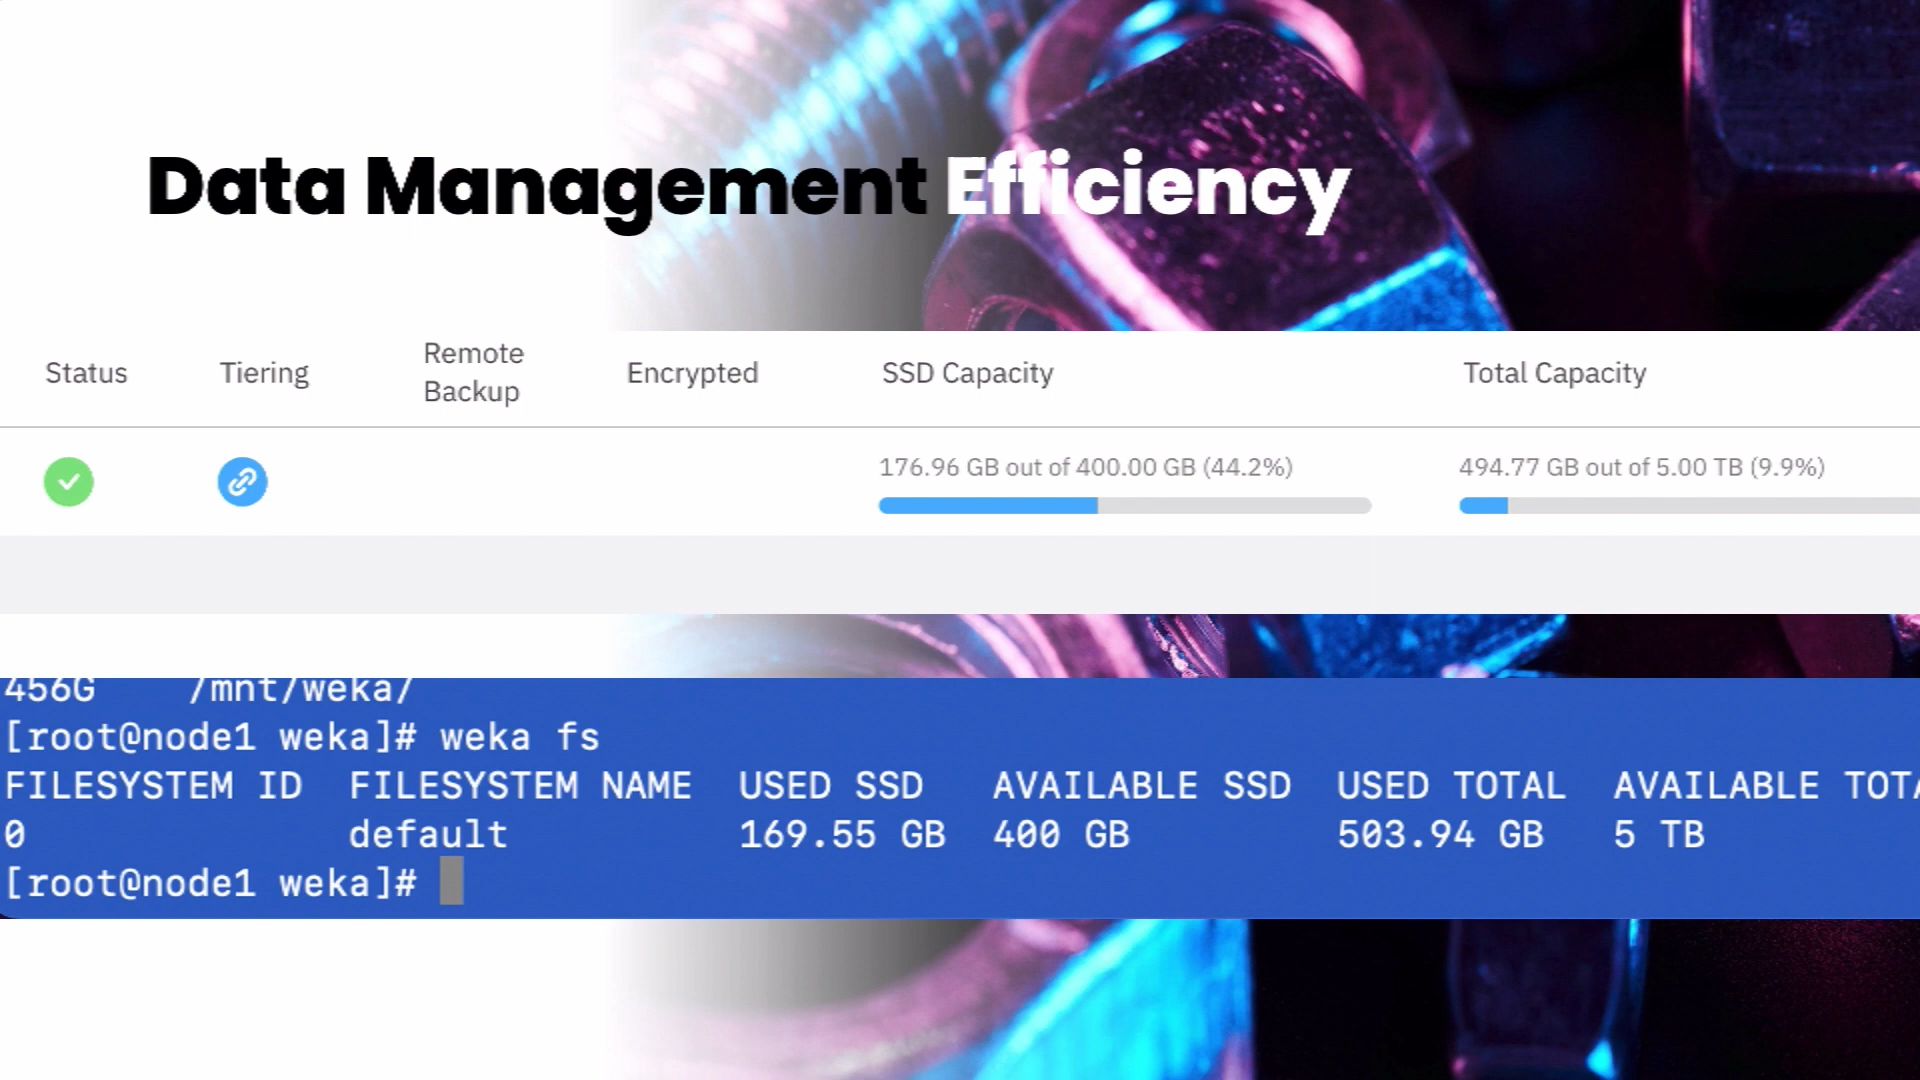 Data Management Efficiency
Status Tiering Remote Backup Encrypted SSD Capacity Total Capacity
176.96 GB out of 400.00 GB (44.2%) 494.77 GB out of 5.00 TB (9.9%)
456G /mnt/weka/
[root@node1 weka]# weka fs
FILESYSTEM ID FILESYSTEM NAME USED SSD AVAILABLE SSD USED TOTAL AVAILABLE TOTA
0 default 169.55 GB 400 GB 503.94 GB 5 TB
[root@node1 weka]#